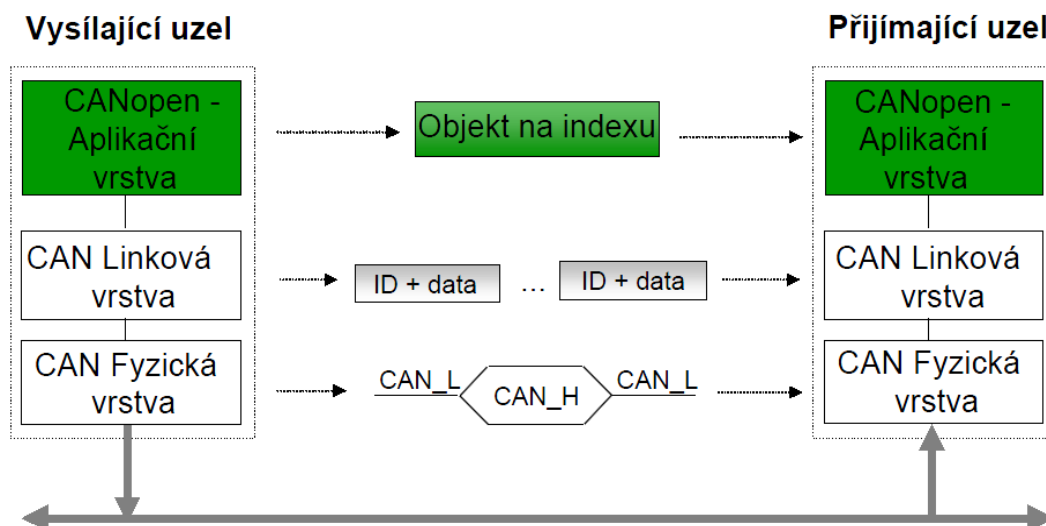 Vysílající uzel
Přijímající uzel
CANopen -
Aplikační
vrstva
Objekt na indexu
CANopen -
Aplikační
vrstva
CAN Linková
vrstva
ID + data
...
ID + data
CAN Linková
vrstva
CAN Fyzická
vrstva
CAN_L
CAN_H
CAN_L
CAN Fyzická
vrstva